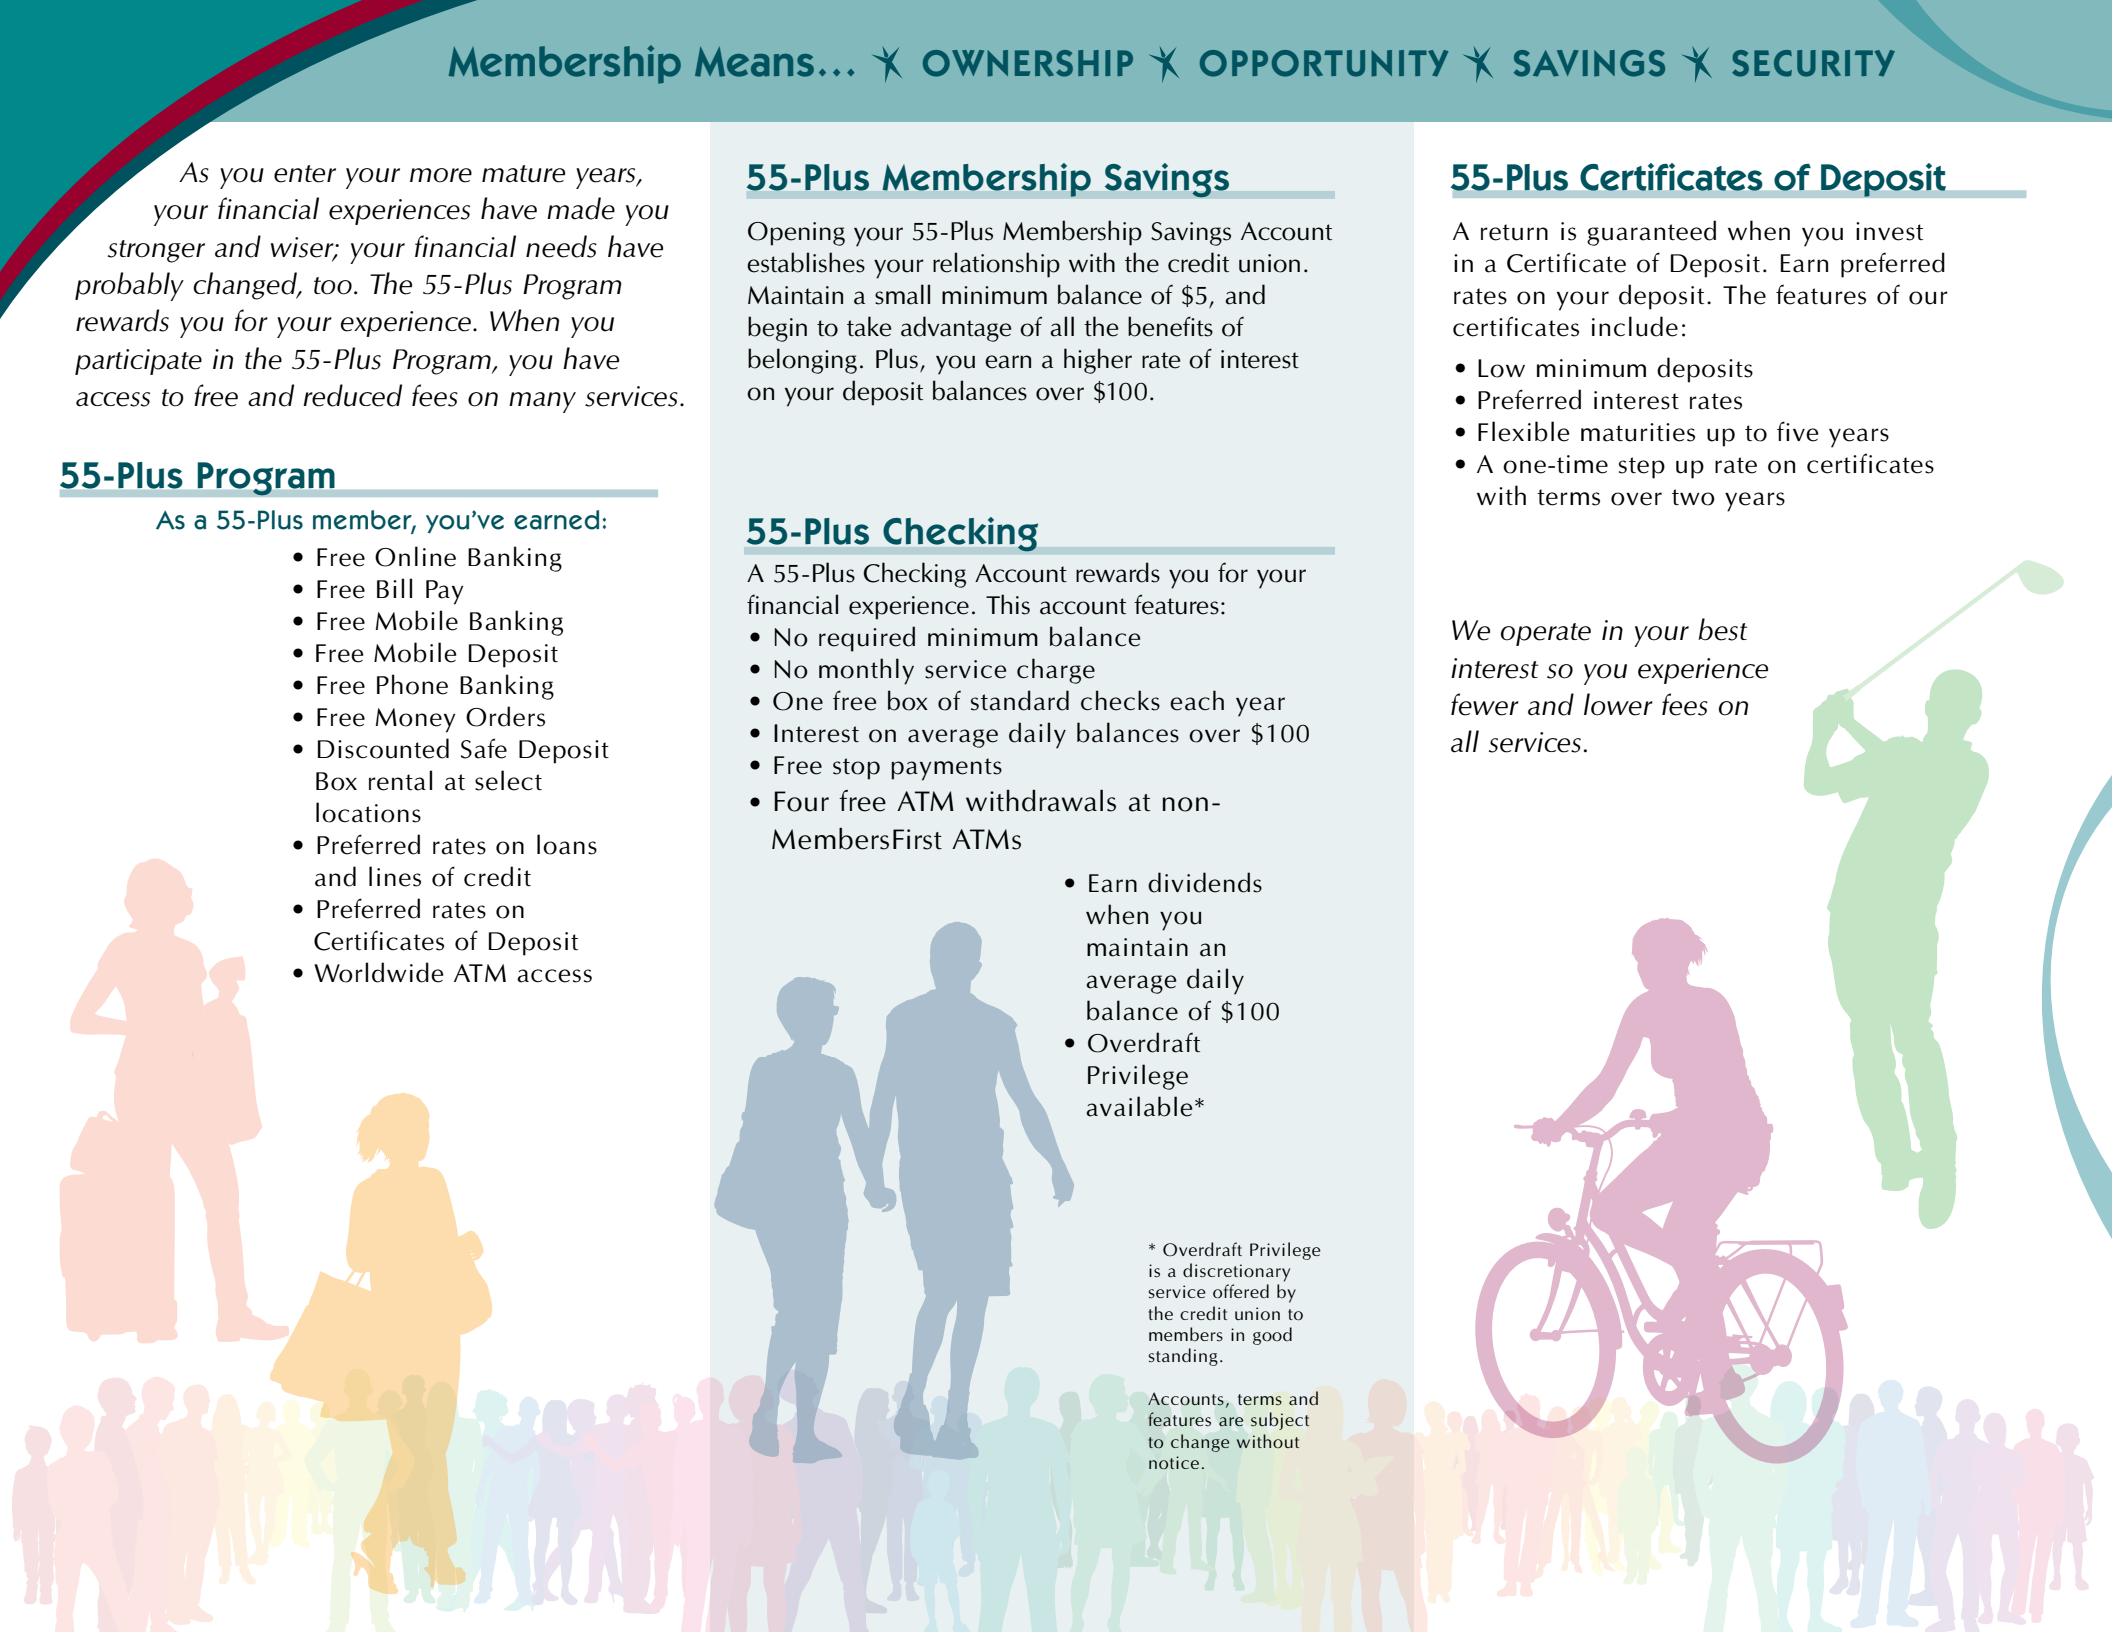 Membership Means... OWNERSHIP OPPORTUNITY SAVINGS SECURITY
As you enter your more mature years,
your financial experiences have made you
stronger and wiser; your financial needs have
probably changed, too. The 55-Plus Program
rewards you for your experience. When you
participate in the 55-Plus Program, you have
access to free and reduced fees on many services.
55-Plus Program
As a 55-Plus member, you've earned:
• Free Online Banking
• Free Bill Pay
• Free Mobile Banking
• Free Mobile Deposit
• Free Phone Banking
• Free Money Orders
• Discounted Safe Deposit
Box rental at select
locations
• Preferred rates on loans
and lines of credit
• Preferred rates on
Certificates of Deposit
• Worldwide ATM access
55-Plus Membership Savings
Opening your 55-Plus Membership Savings Account
establishes your relationship with the credit union.
Maintain a small minimum balance of $5, and
begin to take advantage of all the benefits of
belonging. Plus, you earn a higher rate of interest
on your deposit balances over $100.
55-Plus Checking
A 55-Plus Checking Account rewards you for your
financial experience. This account features:
• No required minimum balance
• No monthly service charge
• One free box of standard checks each year
• Interest on average daily balances over $100
• Free stop payments
• Four free ATM withdrawals at non-
MembersFirst ATMs
• Earn dividends
when you
maintain an
average daily
balance of $100
• Overdraft
Privilege
available*
* Overdraft Privilege
is a discretionary
service offered by
the credit union to
members in good
standing.
Accounts, terms and
features are subject
to change without
notice.
55-Plus Certificates of Deposit
A return is guaranteed when you invest
in a Certificate of Deposit. Earn preferred
rates on your deposit. The features of our
certificates include:
• Low minimum deposits
• Preferred interest rates
• Flexible maturities up to five years
• A one-time step up rate on certificates
with terms over two years
We operate in your best
interest so you experience
fewer and lower fees on
all services.